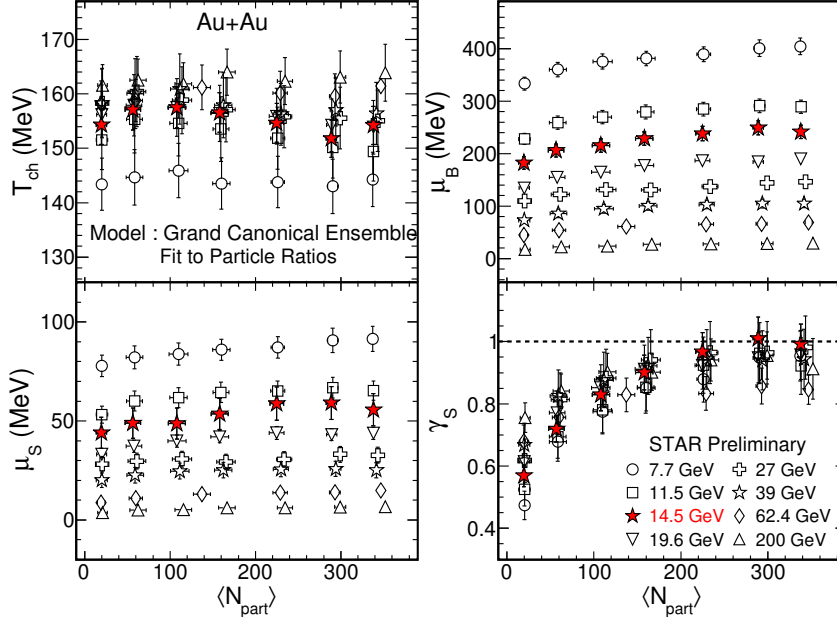 Au+Au
170
160
150
140
130
T_ch (MeV)
Model : Grand Canonical Ensemble
Fit to Particle Ratios
400
300
200
100
0
μ_B (MeV)
100
50
0
μ_S (MeV)
0 100 200 300
⟨N_part⟩
1
0.8
0.6
0.4
γ_S
STAR Preliminary
7.7 GeV 27 GeV
11.5 GeV 39 GeV
14.5 GeV 62.4 GeV
19.6 GeV 200 GeV
0 100 200 300
⟨N_part⟩